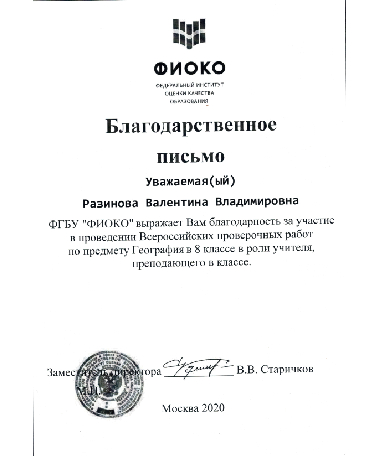 ФИОКО
ФЕДЕРАЛЬНЫЙ ИНСТИТУТ
ОЦЕНКИ КАЧЕСТВА
ОБРАЗОВАНИЯ
Благодарственное
письмо
Уважаемая(ый)
Разинова Валентина Владимировна
ФГБУ "ФИОКО" выражает Вам благодарность за участие
в проведении Всероссийских проверочных работ
по предмету География в 8 классе в роли учителя,
преподающего в классе.
Заместитель директора В.В. Старичков
М.П.
Москва 2020